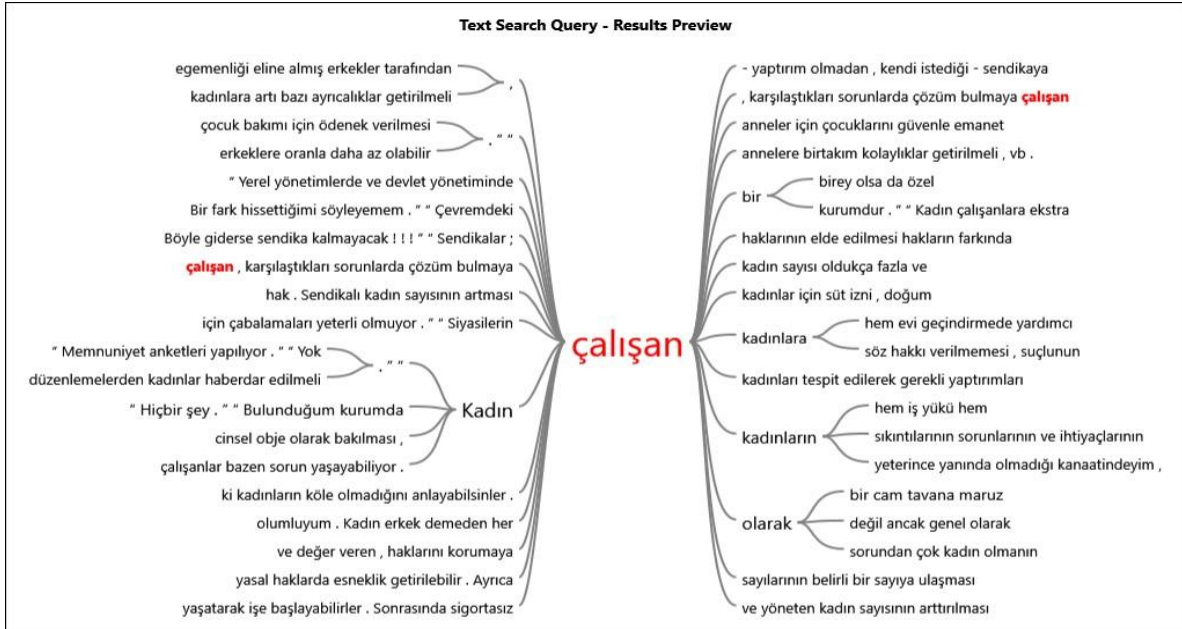 Text Search Query - Results Preview
egemenliği eline almış erkekler tarafından
kadınlara artı bazı ayrıcalıklar getirilmeli
,
çocuk bakımı için ödenek verilmesi
erkeklere oranla daha az olabilir
. " "
" Yerel yönetimlerde ve devlet yönetiminde
Bir fark hissettiğimi söyleyemem . " " Çevremdeki
Böyle giderse sendika kalmayacak ! ! ! " " Sendikalar ;
çalışan , karşılaştıkları sorunlarda çözüm bulmaya
hak . Sendikalı kadın sayısının artması
için çabalamaları yeterli olmuyor . " " Siyasilerin
" Memnuniyet anketleri yapılıyor . " " Yok
düzenlemelerden kadınlar haberdar edilmeli
. " "
" Hiçbir şey . " " Bulunduğum kurumda
cinsel obje olarak bakılması ,
çalışanlar bazen sorun yaşayabiliyor .
Kadın
ki kadınların köle olmadığını anlayabilsinler .
olumluyum . Kadın erkek demeden her
ve değer veren , haklarını korumaya
yasal haklarda esneklik getirilebilir . Ayrıca
yaşatarak işe başlayabilirler . Sonrasında sigortasız
çalışan
- yaptırım olmadan , kendi istediği - sendikaya
, karşılaştıkları sorunlarda çözüm bulmaya çalışan
anneler için çocuklarını güvenle emanet
annelere birtakım kolaylıklar getirilmeli , vb .
bir
birey olsa da özel
kurumdur . " " Kadın çalışanlara ekstra
haklarının elde edilmesi hakların farkında
kadın sayısı oldukça fazla ve
kadınlar için süt izni , doğum
kadınlara
hem evi geçindirmede yardımcı
söz hakkı verilmemesi , suçlunun
kadınları tespit edilerek gerekli yaptırımları
kadınların
hem iş yükü hem
sıkıntılarının sorunlarının ve ihtiyaçlarının
yeterince yanında olmadığı kanaatindeyim ,
olarak
bir cam tavana maruz
değil ancak genel olarak
sorundan çok kadın olmanın
sayılarının belirli bir sayıya ulaşması
ve yöneten kadın sayısının arttırılması